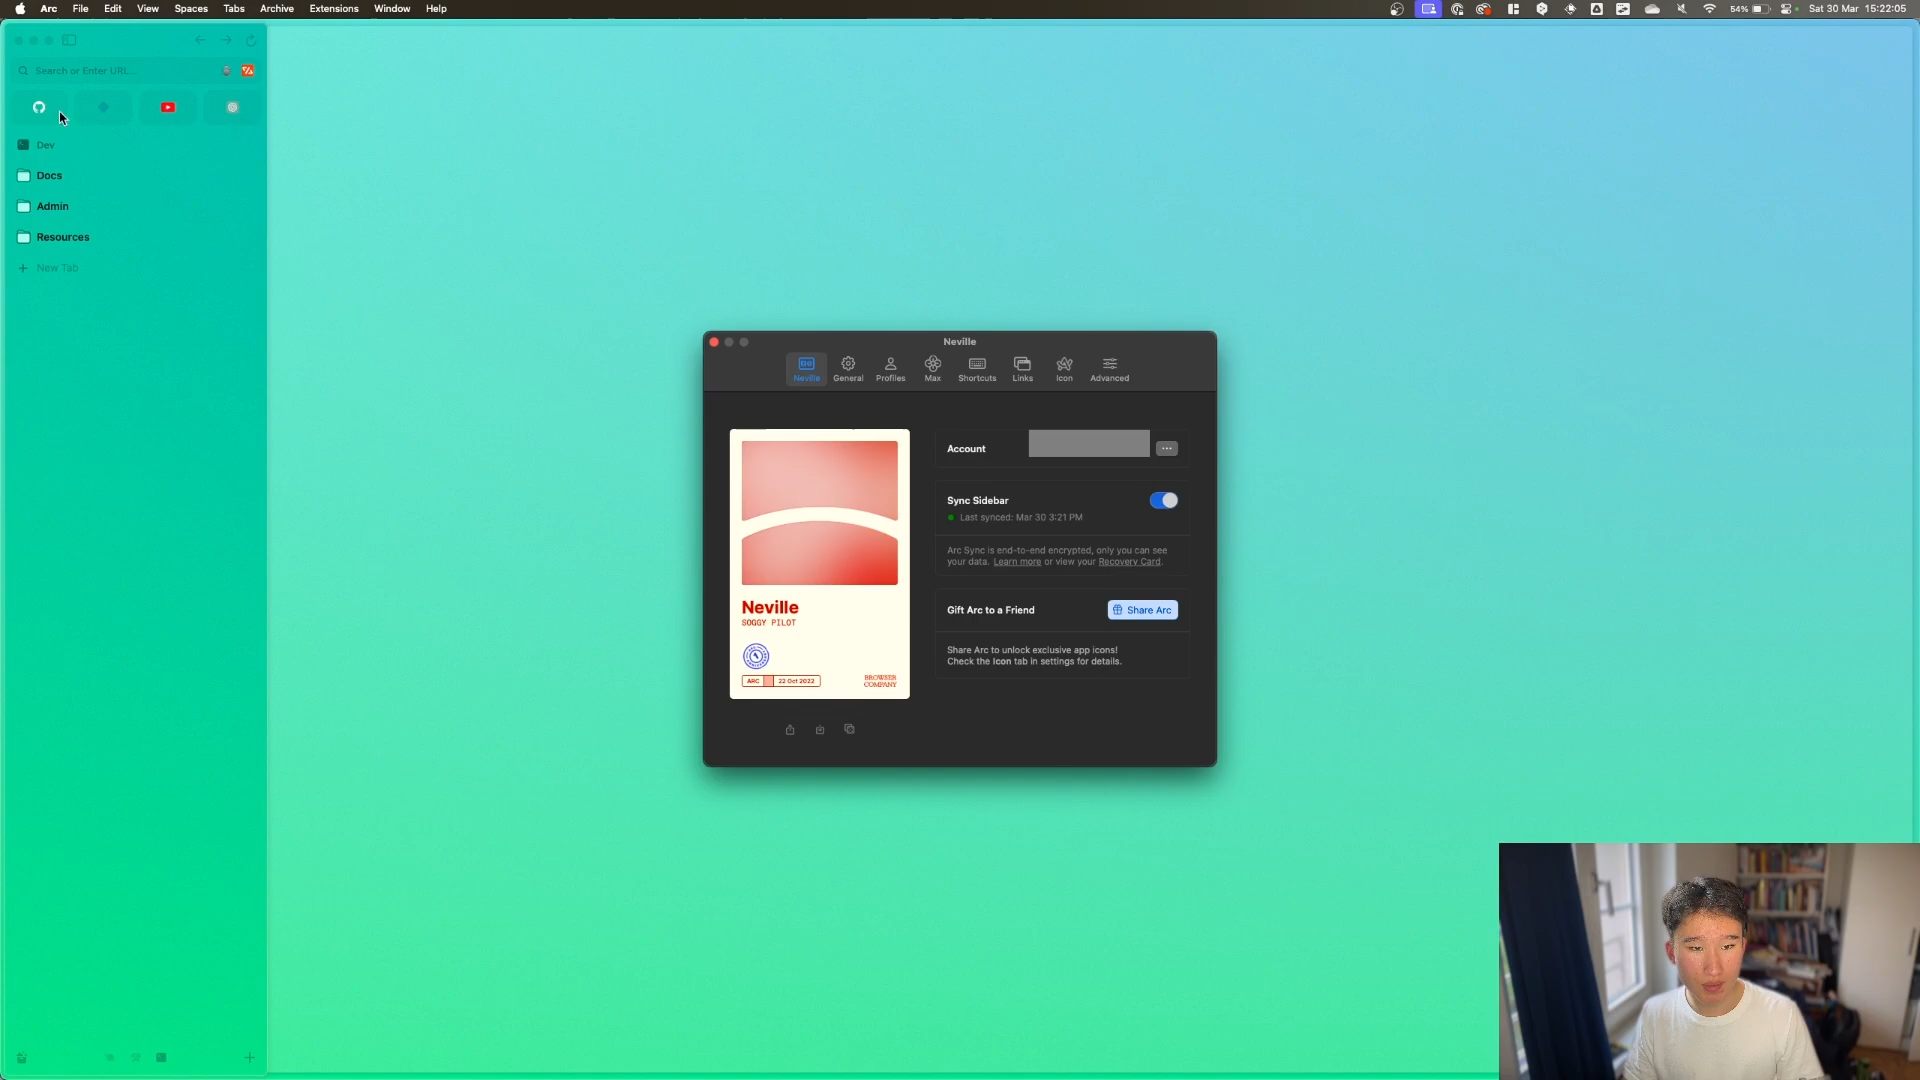 Arc File Edit View Spaces Tabs Archive Extensions Window Help
54% Sat 30 Mar 15:22:05
Search or Enter URL...
Dev
Docs
Admin
Resources
New Tab
Neville
Neville General Profiles Max Shortcuts Links Icon Advanced
Account
Sync Sidebar
Last synced: Mar 30 3:21 PM
Arc Sync is end-to-end encrypted, only you can see
your data. Learn more or view your Recovery Card.
Gift Arc to a Friend
Share Arc
Share Arc to unlock exclusive app icons!
Check the Icon tab in settings for details.
Neville
SOGGY PILOT
ARC 22 Oct 2022
BROWSER
COMPANY